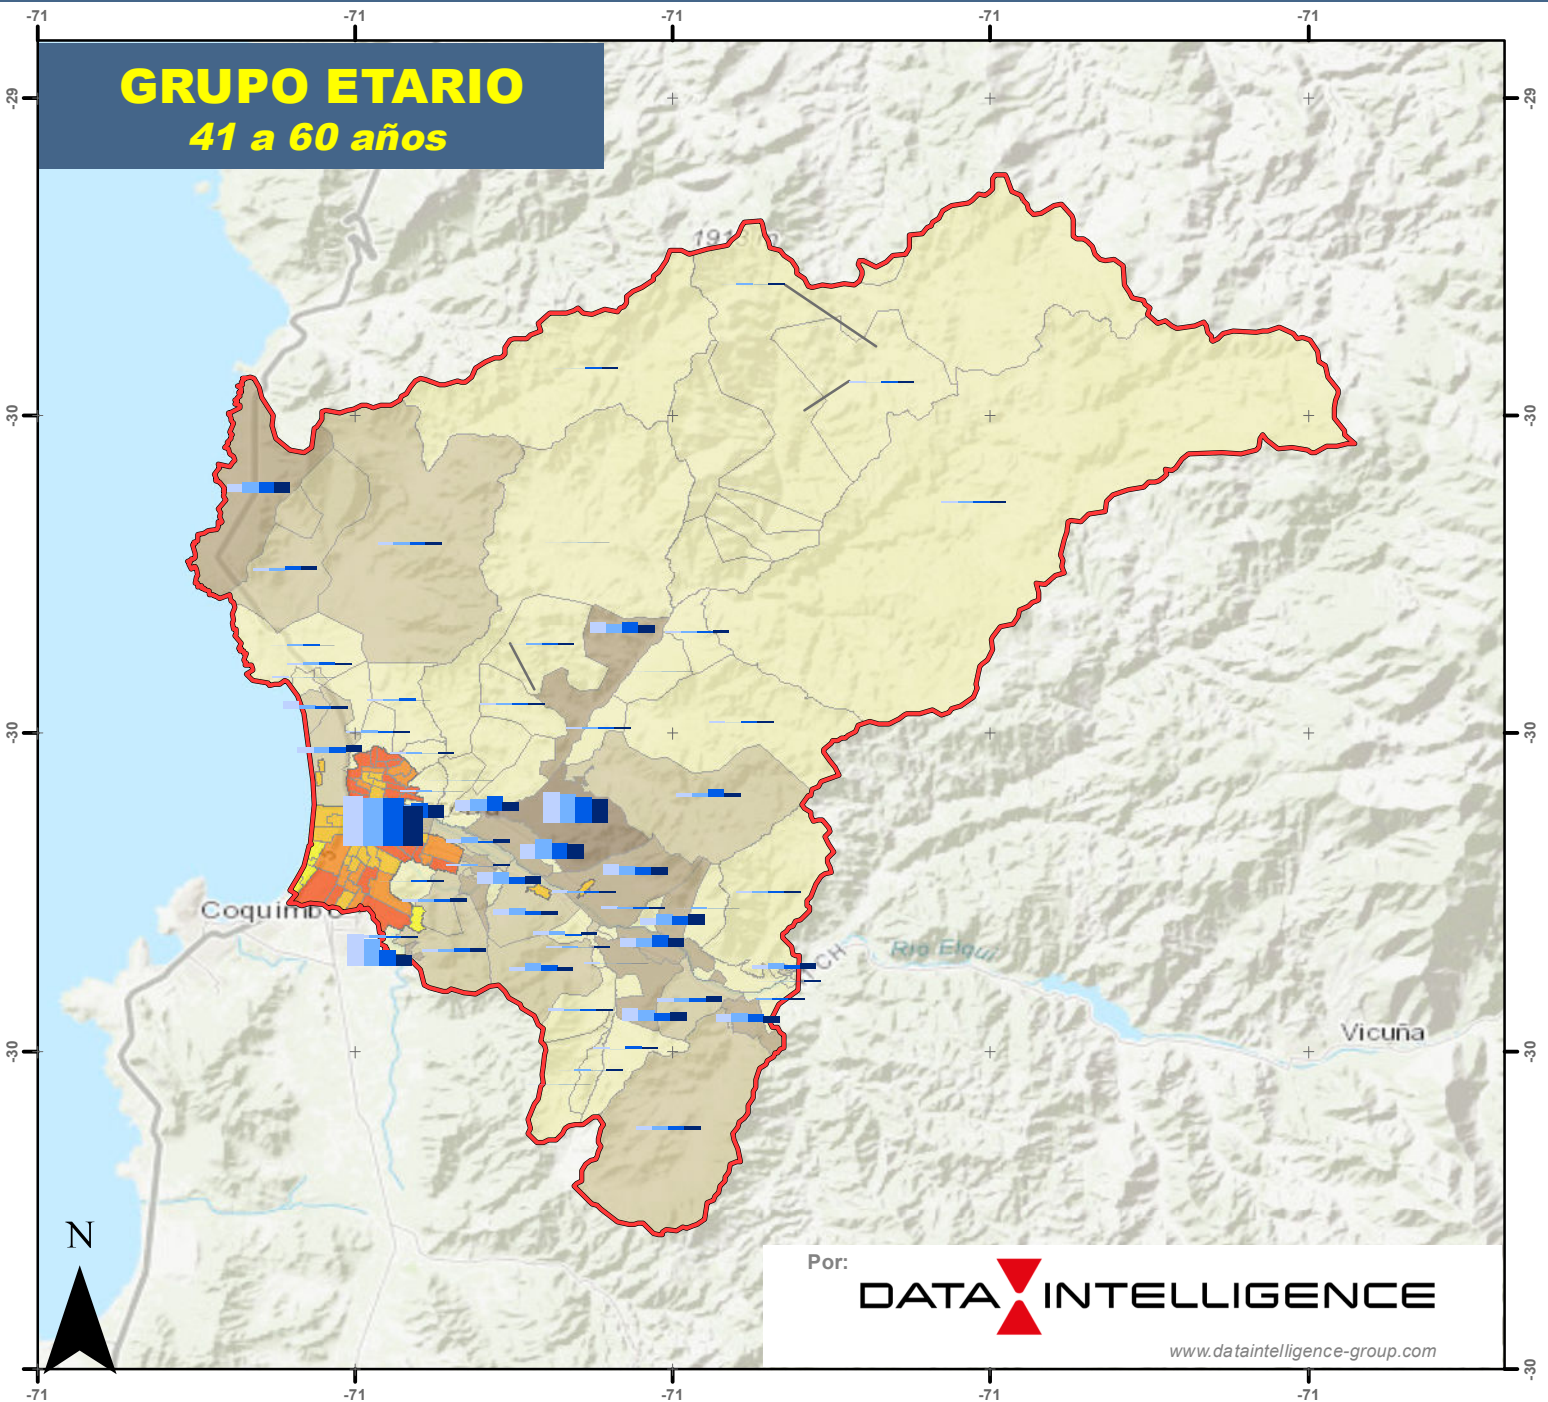 -71 -71 -71 -71 -71
GRUPO ETARIO
41 a 60 años
-29 -29
1913 m
-30 -30
-30 -30
Coquimbo
Río Elqui
Vicuña
-30 -30
N
Por:
DATA INTELLIGENCE
www.dataintelligence-group.com
-30
-71 -71 -71 -71 -71